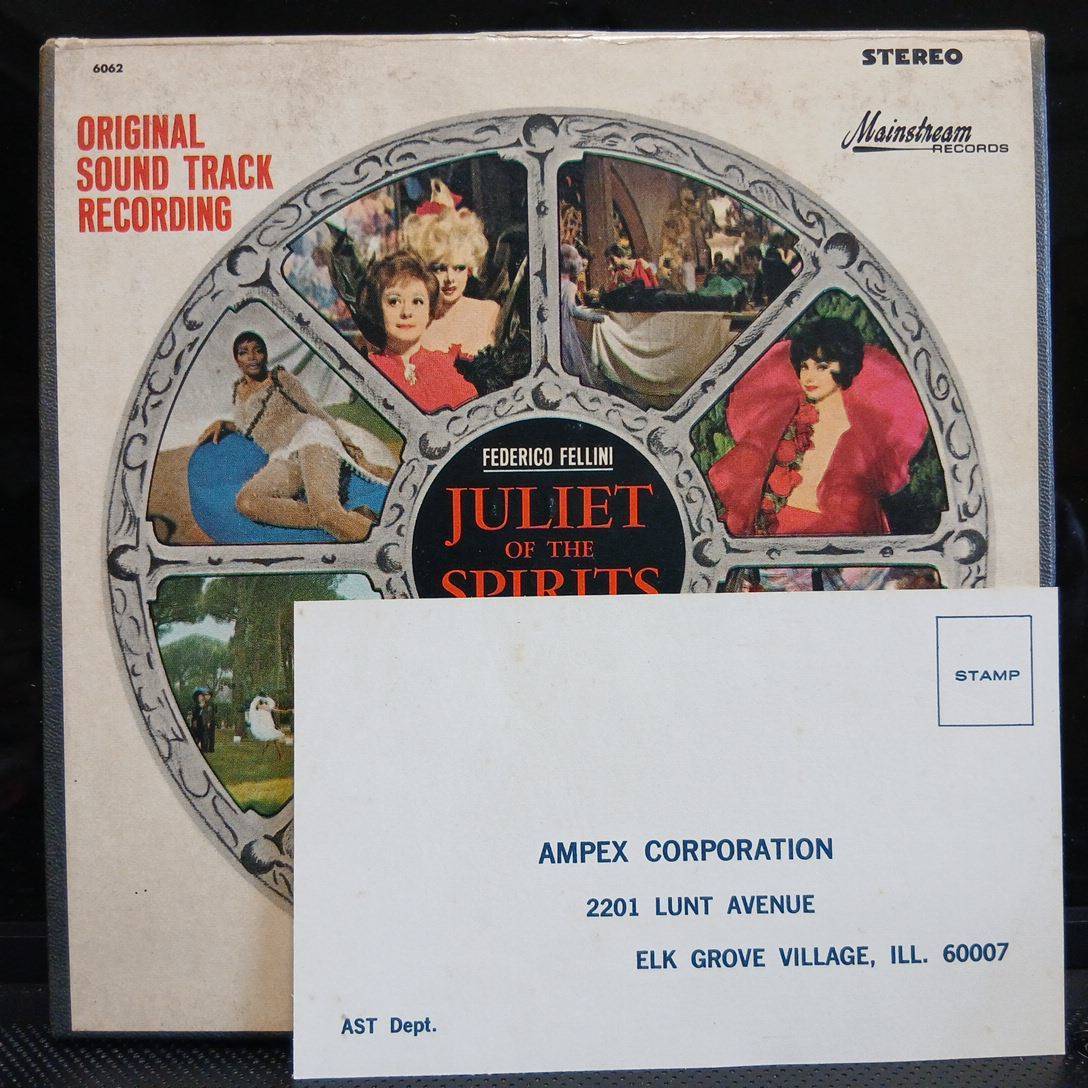 6062
STEREO
ORIGINAL
SOUND TRACK
RECORDING
Mainstream
RECORDS
FEDERICO FELLINI
JULIET
OF THE
SPIRITS
STAMP
AMPEX CORPORATION
2201 LUNT AVENUE
ELK GROVE VILLAGE, ILL. 60007
AST Dept.